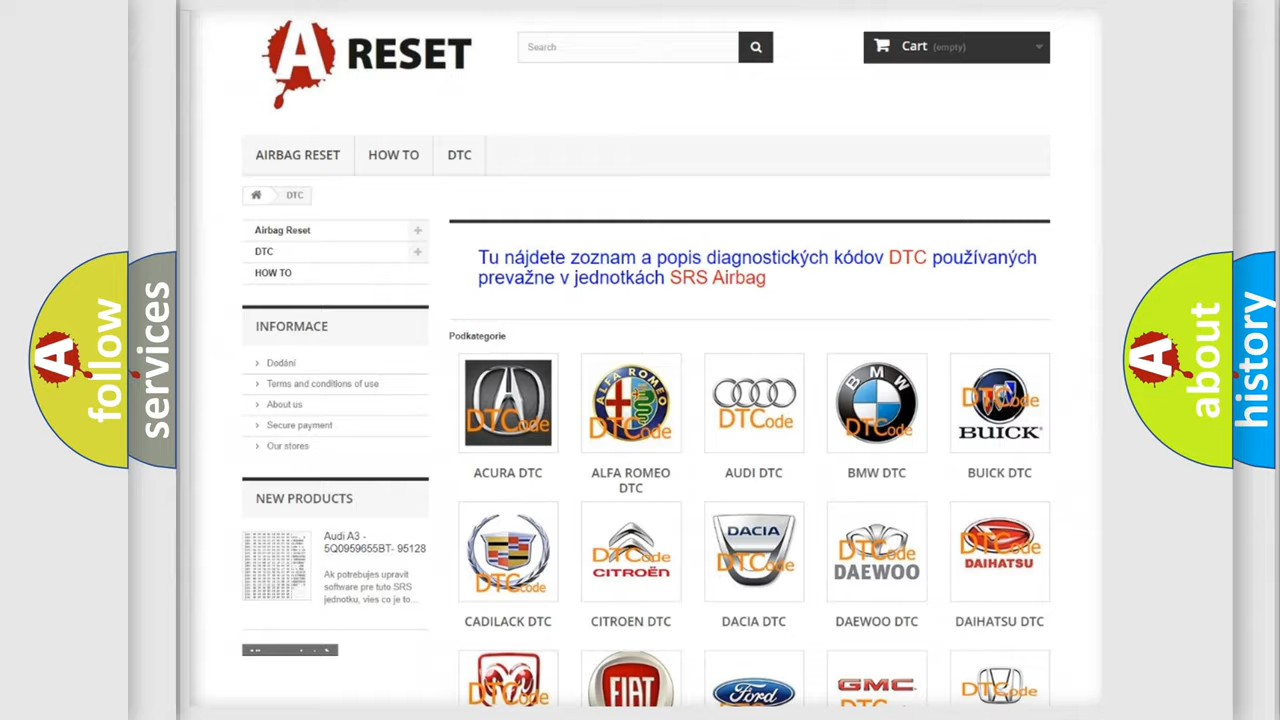 A RESET
Search
Cart (empty)
AIRBAG RESET
HOW TO
DTC
DTC
Airbag Reset
DTC
HOW TO
Tu nájdete zoznam a popis diagnostických kódov DTC používaných
prevažne v jednotkách SRS Airbag
INFORMACE
Dodání
Terms and conditions of use
About us
Secure payment
Our stores
NEW PRODUCTS
Audi A3 -
5Q0959655BT- 95128
Ak potrebujes upravit
software pre tuto SRS
jednotku, vies co je to...
Podkategorie
DTCode
ALFA ROMEO
DTCode
DTCode
BMW
DTCode
DTCode
BUICK
ACURA DTC
ALFA ROMEO
DTC
AUDI DTC
BMW DTC
BUICK DTC
DTCode
DTCode
CITROËN
DACIA
DTCode
DTCode
DAEWOO
DTCode
DAIHATSU
CADILACK DTC
CITROEN DTC
DACIA DTC
DAEWOO DTC
DAIHATSU DTC
DTCode
FIAT
Ford
GMC
DTCode
A follow
services
A about
history